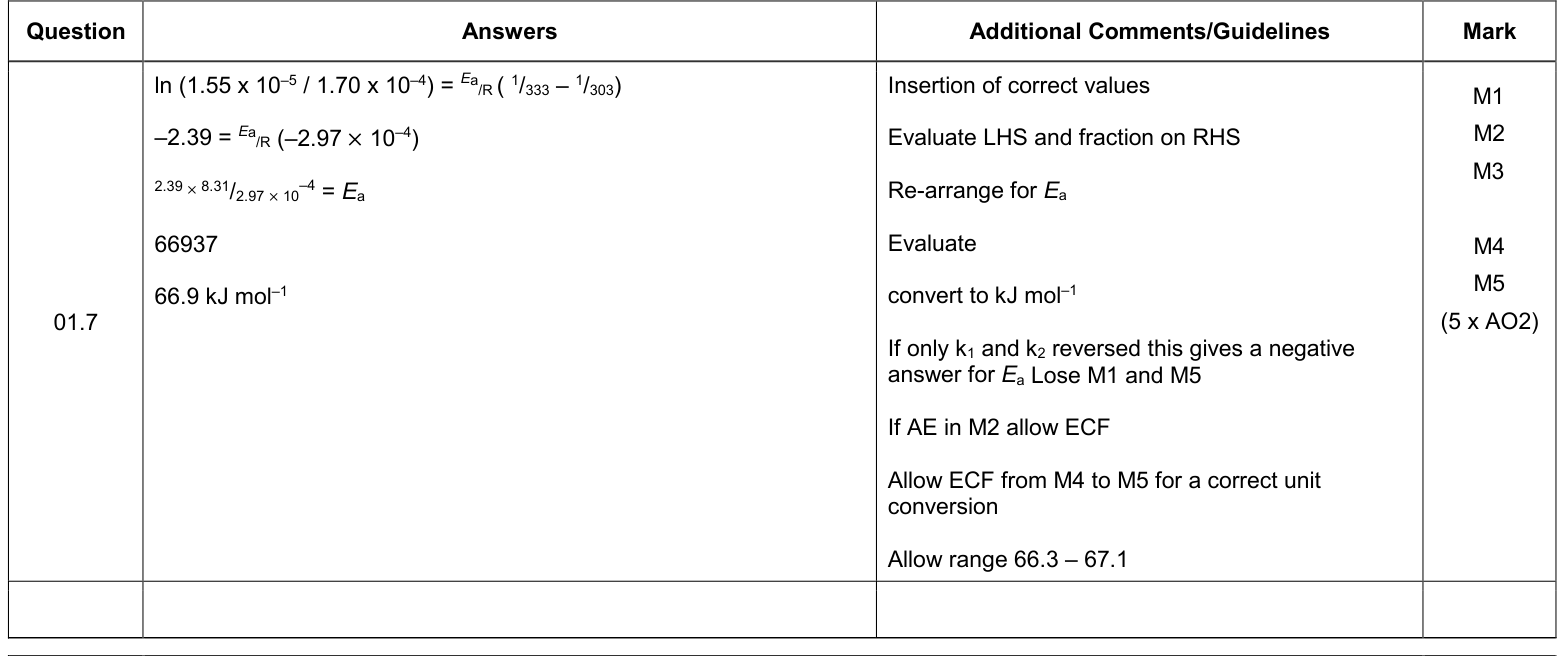 Question Answers Additional Comments/Guidelines Mark
ln (1.55 x 10⁻⁵ / 1.70 x 10⁻⁴) = ᴱᵃ/R ( ¹/₃₃₃ – ¹/₃₀₃) Insertion of correct values M1
–2.39 = ᴱᵃ/R (–2.97 × 10⁻⁴) Evaluate LHS and fraction on RHS M2
²·³⁹ ˣ ⁸·³¹/₂.₉₇ ₓ ₁₀⁻⁴ = Eₐ Re-arrange for Eₐ M3
66937 Evaluate M4
66.9 kJ mol⁻¹ convert to kJ mol⁻¹ M5
01.7 (5 x AO2)
If only k₁ and k₂ reversed this gives a negative
answer for Eₐ Lose M1 and M5
If AE in M2 allow ECF
Allow ECF from M4 to M5 for a correct unit
conversion
Allow range 66.3 – 67.1